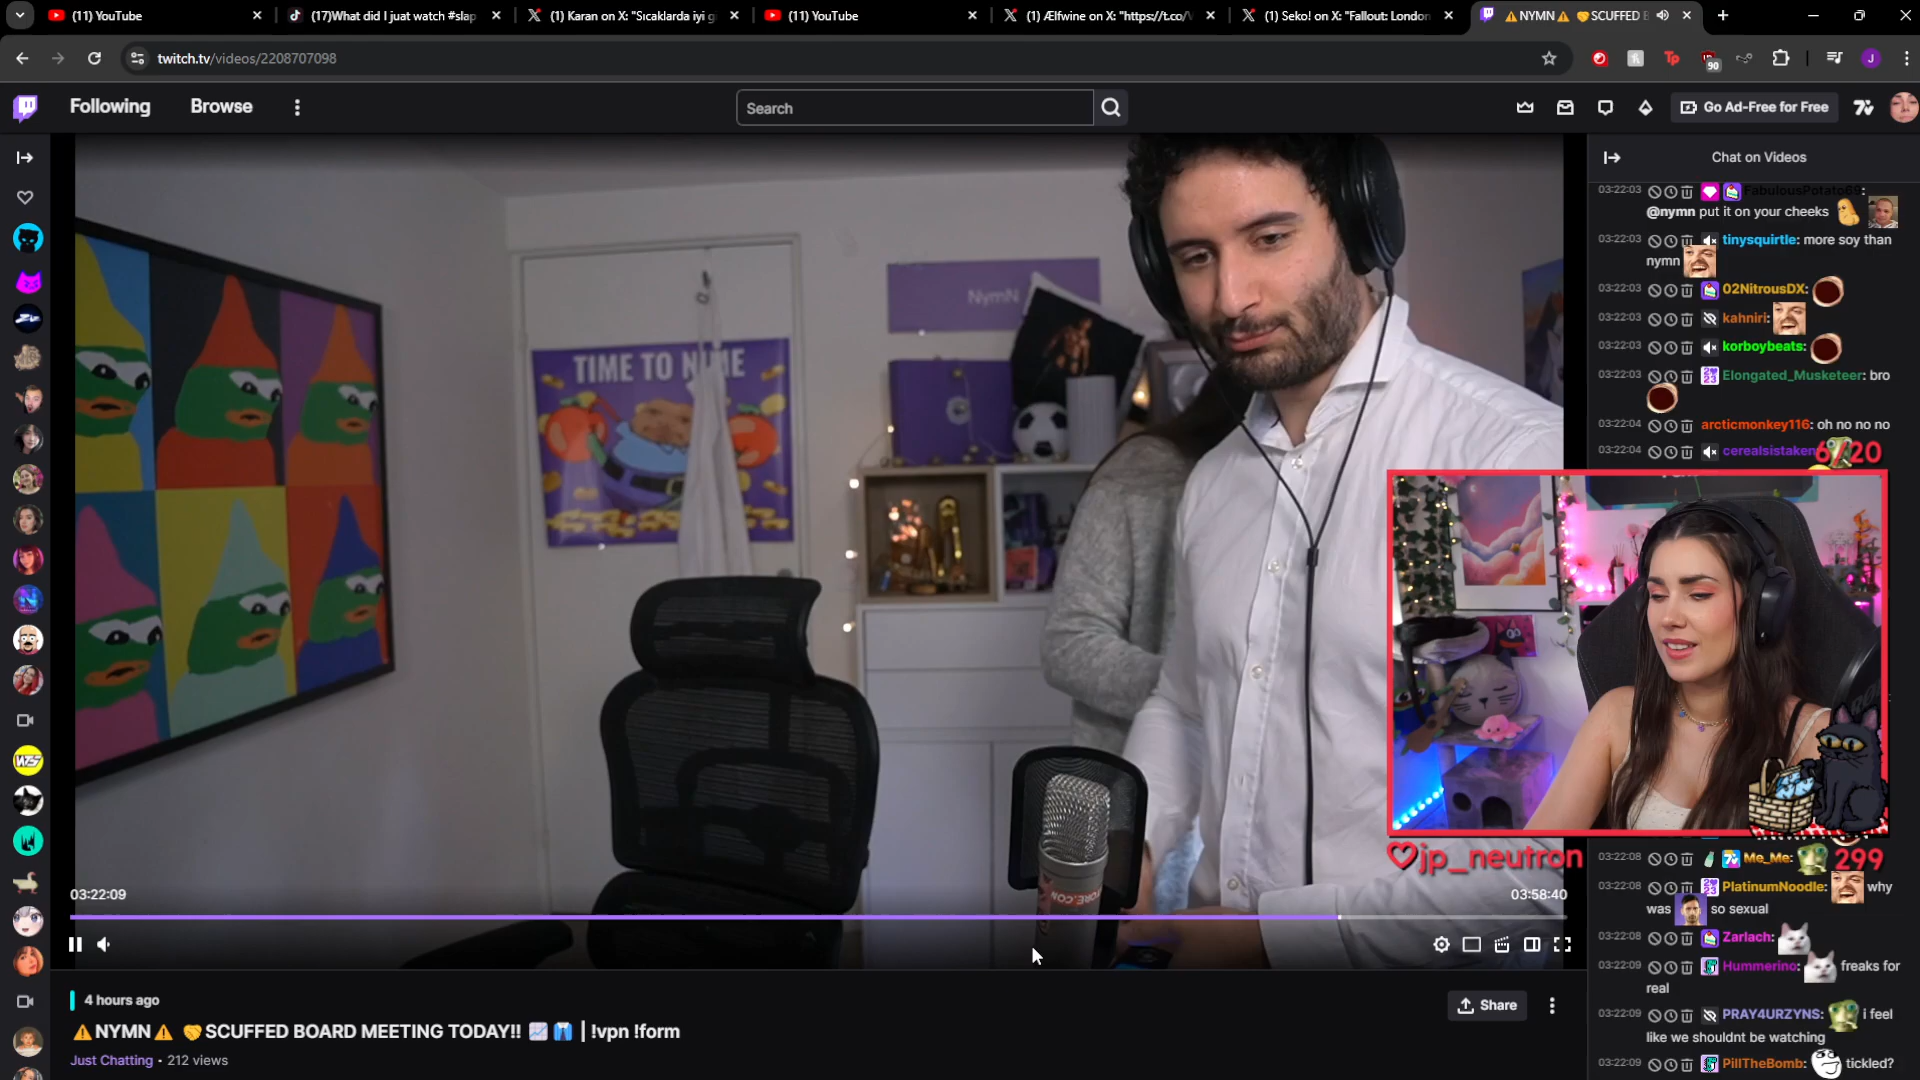 (11) YouTube
(17)What did I juat watch #slap
(1) Karan on X: "Sıcaklarda iyi g
(11) YouTube
(1) Ælfwine on X: "https://t.co/
(1) Seko! on X: "Fallout: London
⚠NYMN⚠ 🤝SCUFFED
twitch.tv/videos/2208707098
Tp
90
J
Following
Browse
Search
Go Ad-Free for Free
Chat on Videos
NymN
TIME TO
03:22:03 FabulousPotato69:
@nymn put it on your cheeks
03:22:03 tinysquirtle: more soy than
nymn
03:22:03 02NitrousDX:
03:22:03 kahniri:
03:22:03 korboybeats:
03:22:03 Elongated_Musketeer: bro
03:22:04 arcticmonkey116: oh no no no
03:22:04 cerealsistaken
6/20
jp_neutron
03:22:08 Me_Me:
299
03:22:08 PlatinumNoodle: why
was so sexual
03:22:08 Zarlach:
03:22:09 Hummerino: freaks for
real
03:22:09 PRAY4URZYNS: i feel
like we shouldnt be watching
03:22:09 PillTheBomb: tickled?
03:22:09
03:58:40
4 hours ago
Share
⚠NYMN⚠ 🤝SCUFFED BOARD MEETING TODAY!! 📈 👔 | !vpn !form
Just Chatting • 212 views